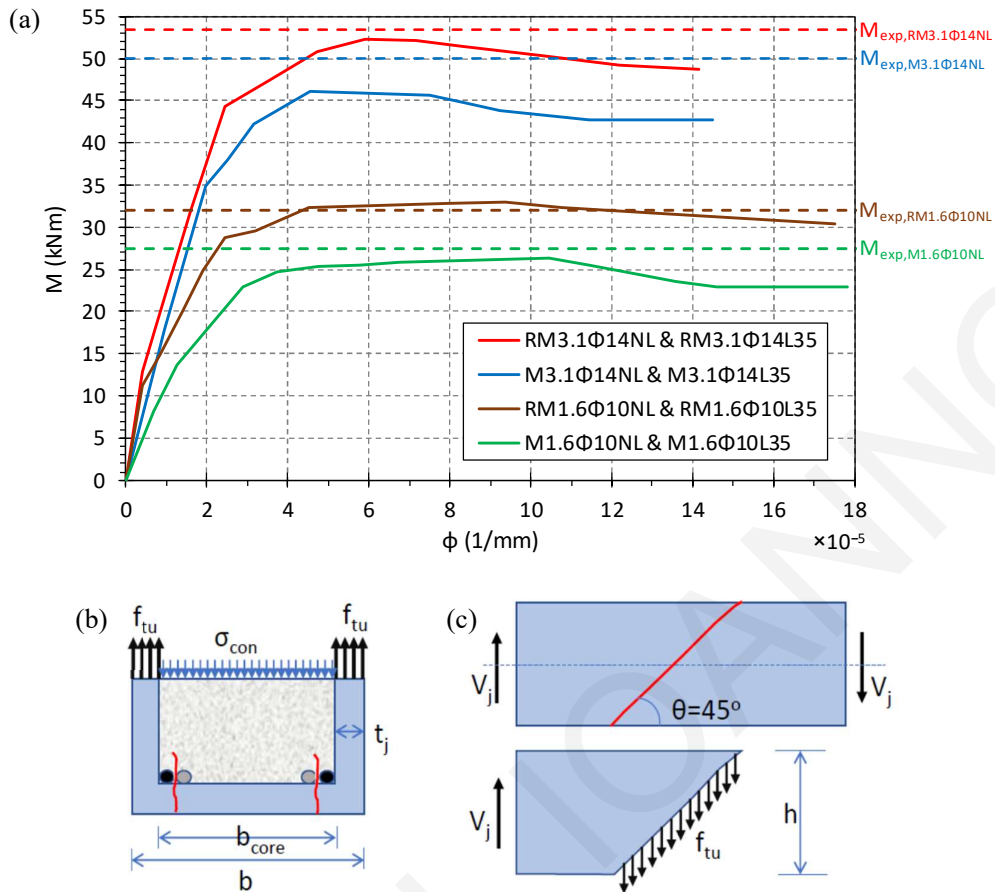 (a)
M (kNm)
55
50
45
40
35
30
25
20
15
10
5
0
0 2 4 6 8 10 12 14 16 18
φ (1/mm)
×10⁻⁵
M_exp,RM3.1Φ14NL
M_exp,M3.1Φ14NL
M_exp,RM1.6Φ10NL
M_exp,M1.6Φ10NL
RM3.1Φ14NL & RM3.1Φ14L35
M3.1Φ14NL & M3.1Φ14L35
RM1.6Φ10NL & RM1.6Φ10L35
M1.6Φ10NL & M1.6Φ10L35
(b)
f_tu
σ_con
f_tu
t_j
b_core
b
(c)
V_j
V_j
θ=45°
V_j
h
f_tu
IOANNO